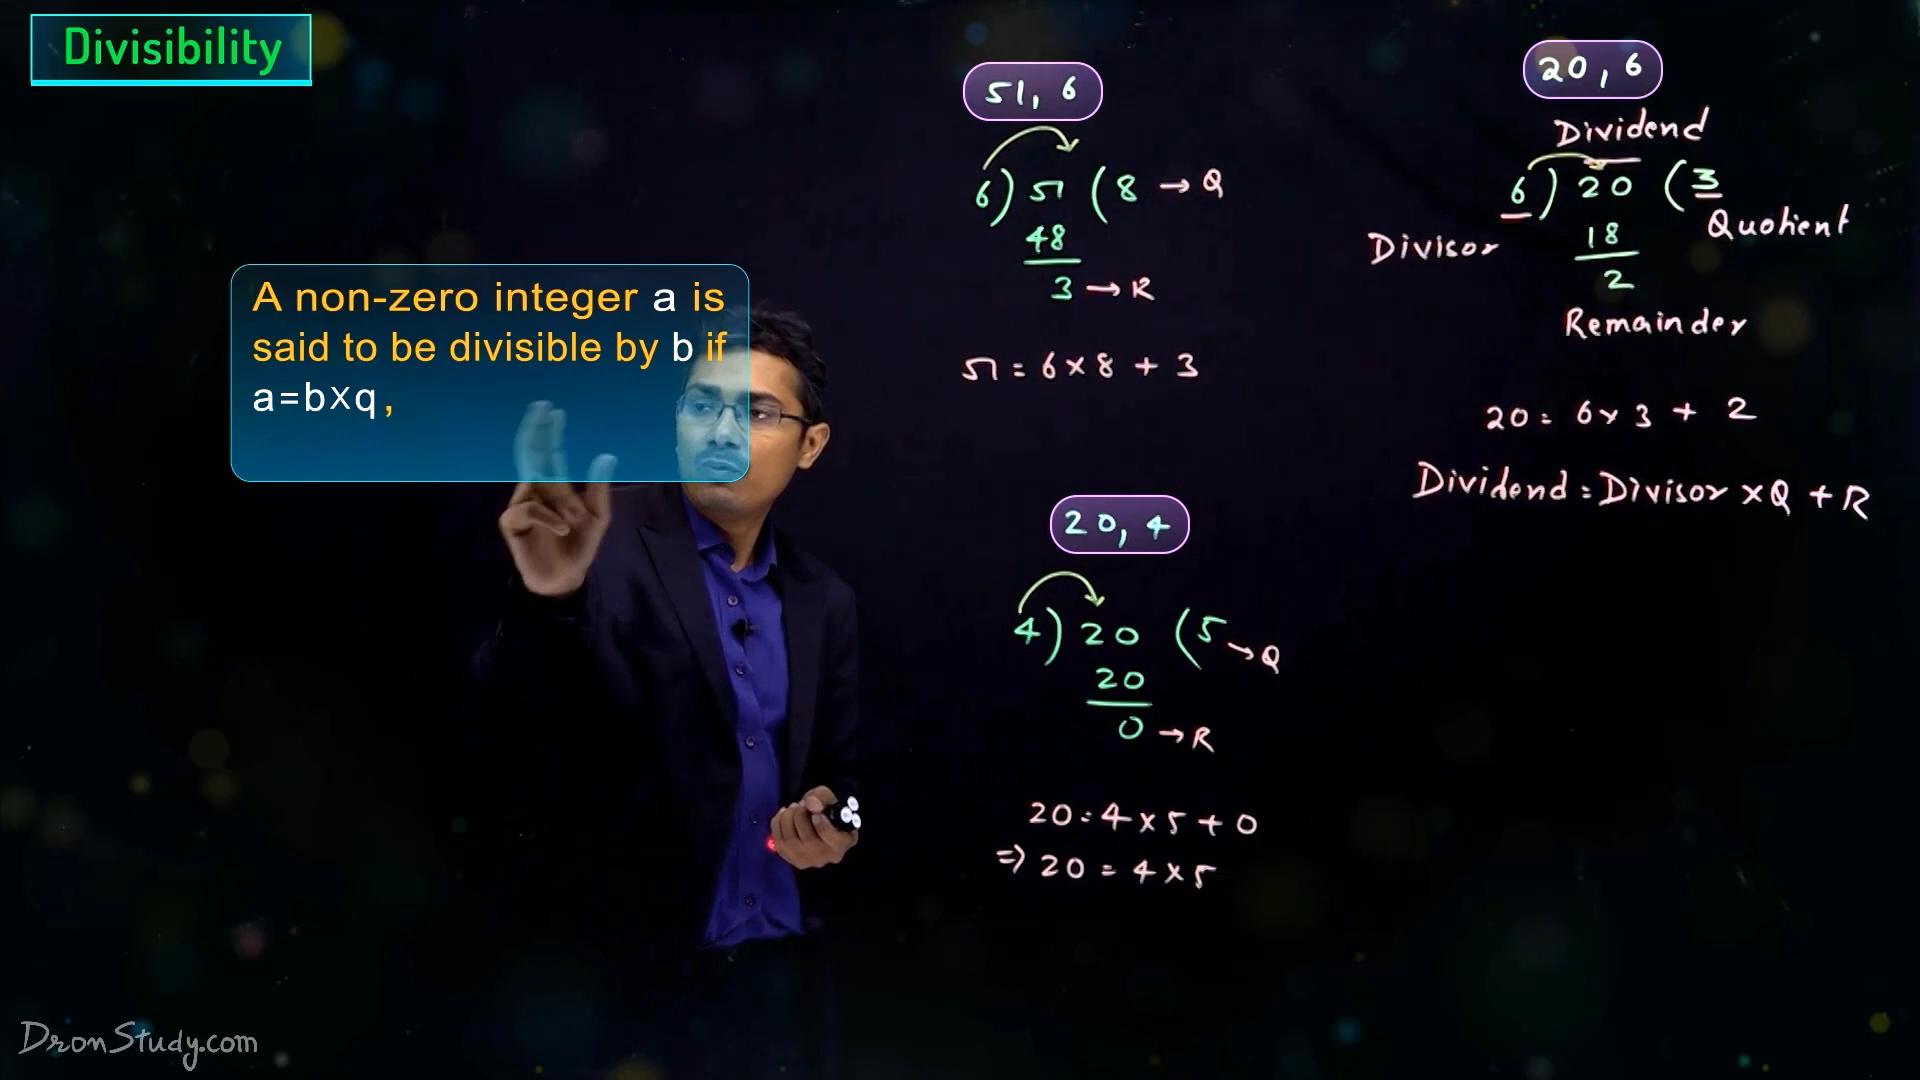 Divisibility
A non-zero integer a is
said to be divisible by b if
a=b×q,
51, 6
6) 51 (8 → Q
48
3 → R
51 = 6 × 8 + 3
20, 4
4) 20 (5 → Q
20
0 → R
20 = 4 × 5 + 0
⇒ 20 = 4 × 5
20, 6
Dividend
6) 20 (3
Quotient
Divisor
18
2
Remainder
20 = 6 × 3 + 2
Dividend = Divisor × Q + R
DronStudy.com